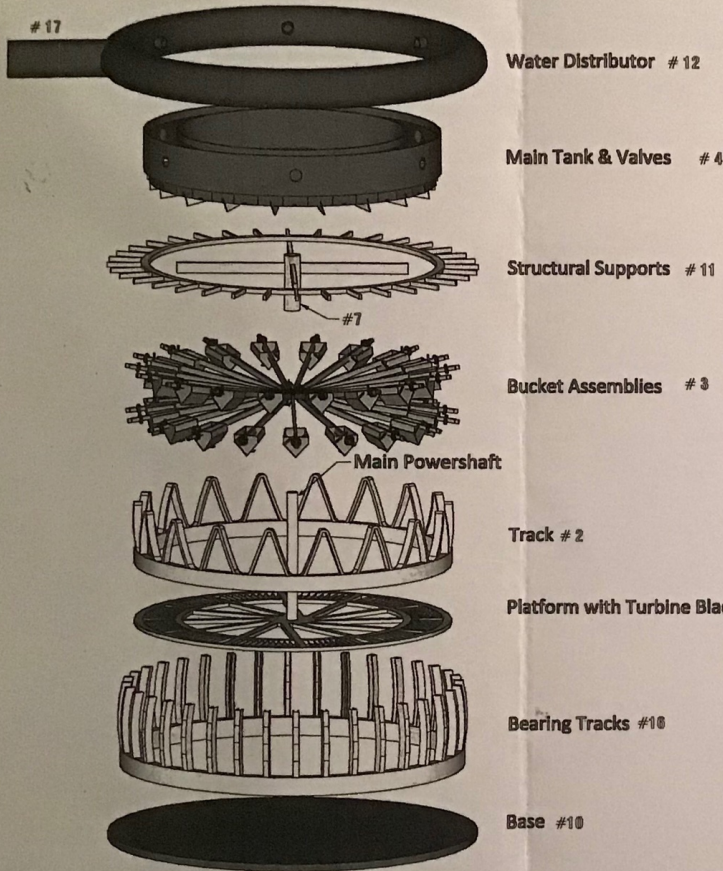 # 17
Water Distributor # 12
Main Tank & Valves # 4
Structural Supports # 11
#7
Bucket Assemblies # 3
Main Powershaft
Track # 2
Platform with Turbine Bla
Bearing Tracks #16
Base #10